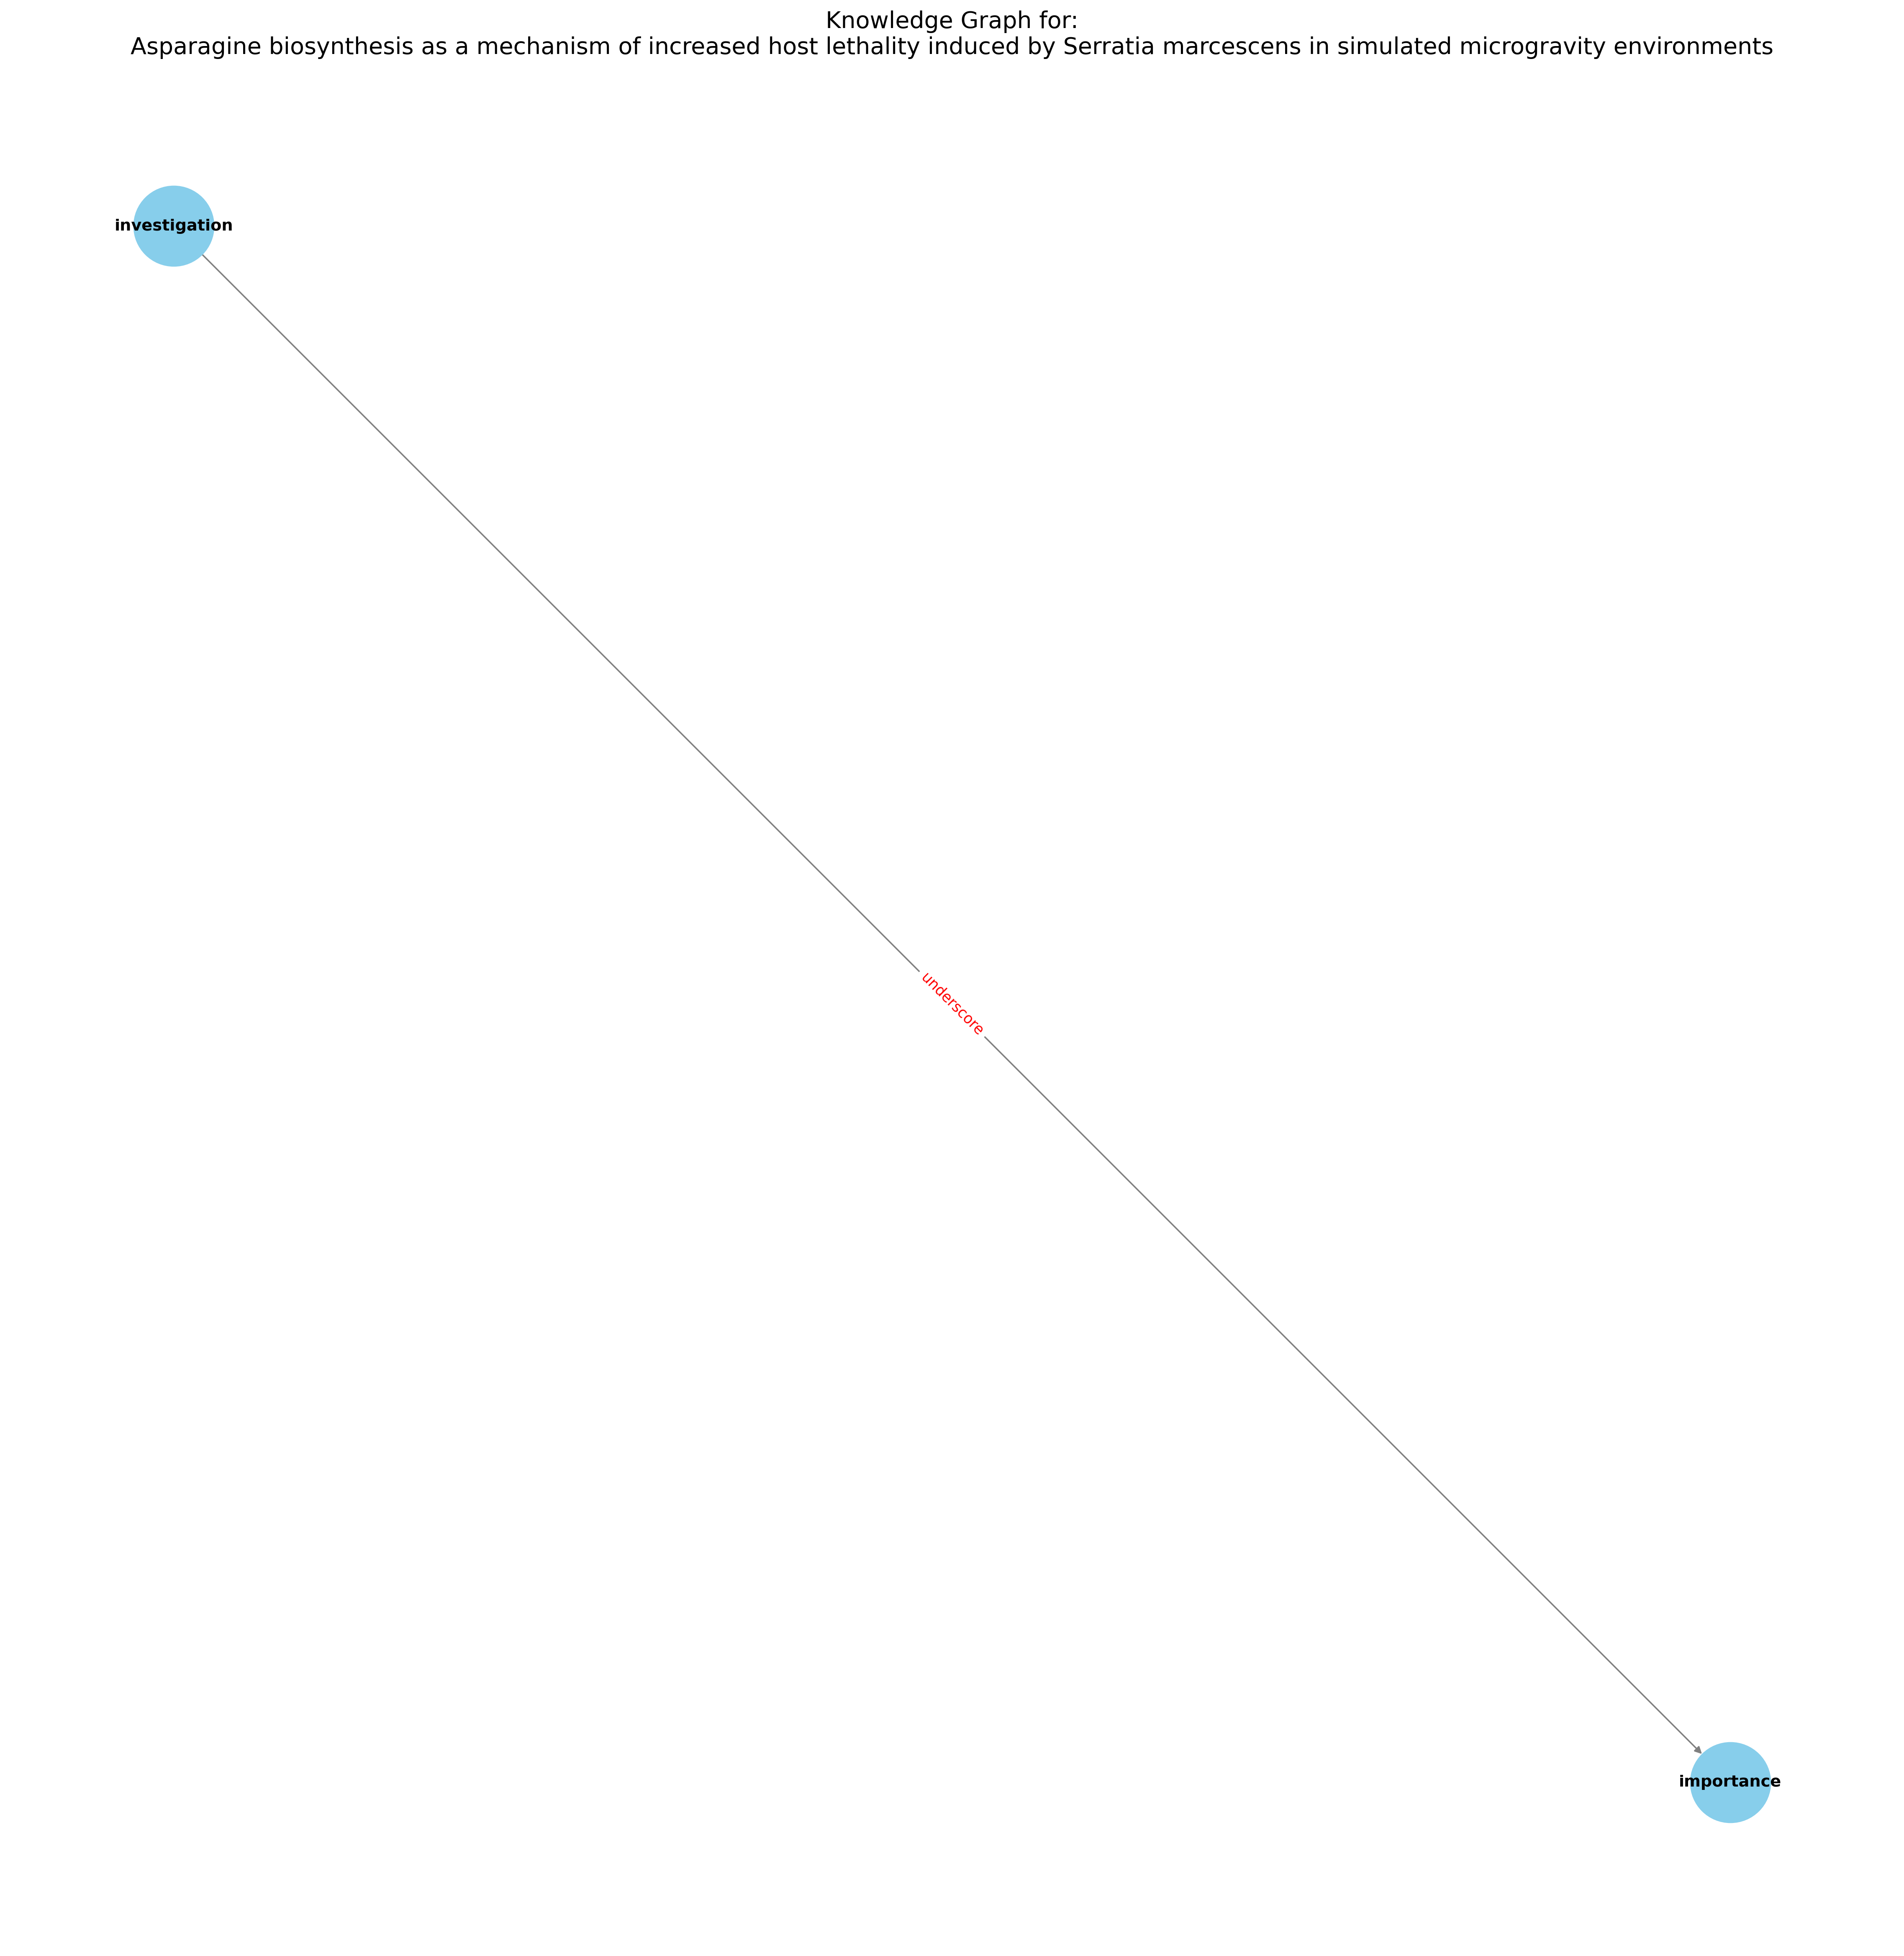 Knowledge Graph for:
Asparagine biosynthesis as a mechanism of increased host lethality induced by Serratia marcescens in simulated microgravity environments
investigation
underscore
importance